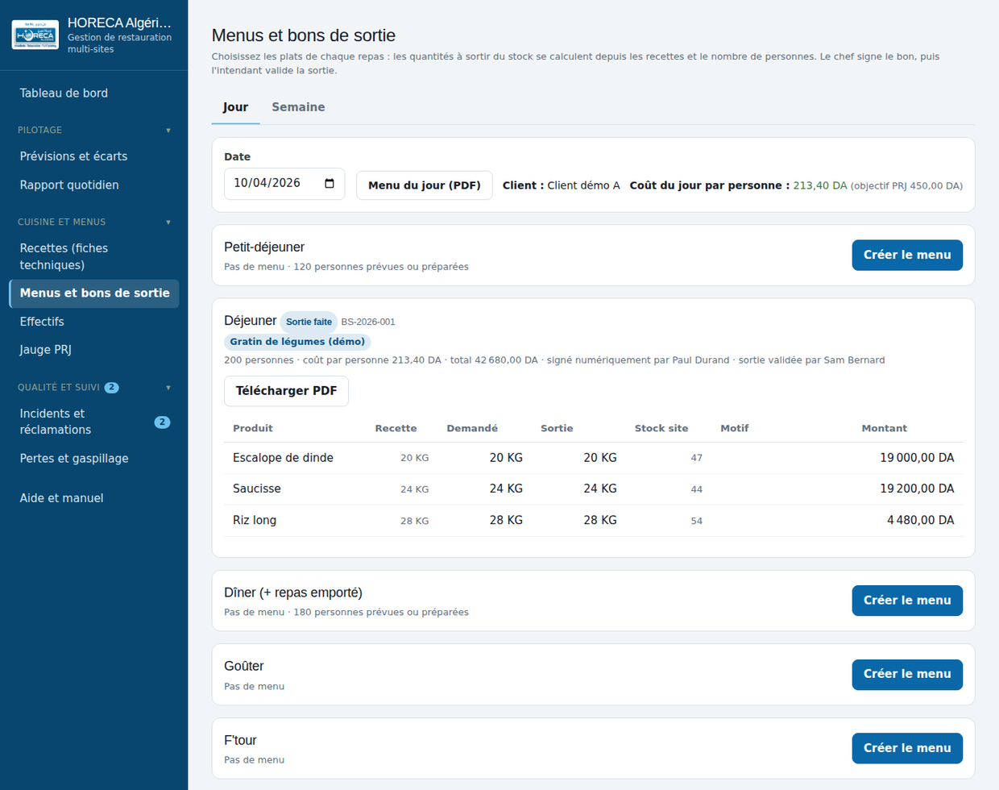 HORECA
HORECA Algéri…
Gestion de restauration
multi-sites
Tableau de bord
PILOTAGE ▾
Prévisions et écarts
Rapport quotidien
CUISINE ET MENUS ▾
Recettes (fiches
techniques)
Menus et bons de sortie
Effectifs
Jauge PRJ
QUALITÉ ET SUIVI 2 ▾
Incidents et
réclamations 2
Pertes et gaspillage
Aide et manuel
Menus et bons de sortie
Choisissez les plats de chaque repas : les quantités à sortir du stock se calculent depuis les recettes et le nombre de personnes. Le chef signe le bon, puis
l'intendant valide la sortie.
Jour Semaine
Date
10/04/2026 Menu du jour (PDF) Client : Client démo A Coût du jour par personne : 213,40 DA (objectif PRJ 450,00 DA)
Petit-déjeuner
Pas de menu · 120 personnes prévues ou préparées
Créer le menu
Déjeuner Sortie faite BS-2026-001
Gratin de légumes (démo)
200 personnes · coût par personne 213,40 DA · total 42 680,00 DA · signé numériquement par Paul Durand · sortie validée par Sam Bernard
Télécharger PDF
Produit Recette Demandé Sortie Stock site Motif Montant
Escalope de dinde 20 KG 20 KG 20 KG 47 19 000,00 DA
Saucisse 24 KG 24 KG 24 KG 44 19 200,00 DA
Riz long 28 KG 28 KG 28 KG 54 4 480,00 DA
Dîner (+ repas emporté)
Pas de menu · 180 personnes prévues ou préparées
Créer le menu
Goûter
Pas de menu
Créer le menu
F'tour
Pas de menu
Créer le menu